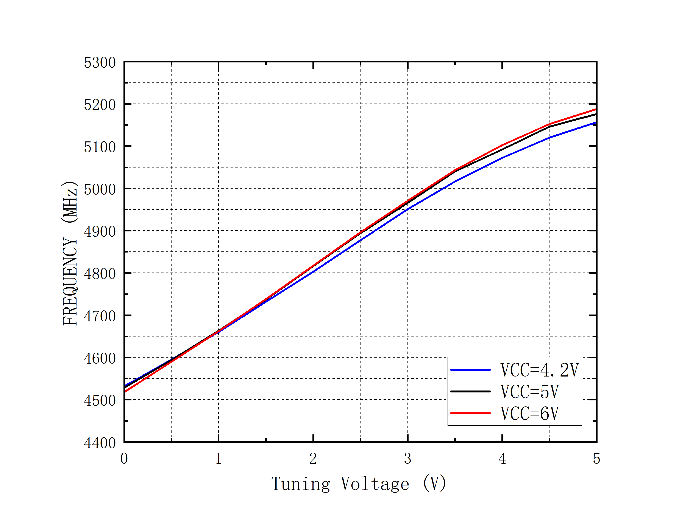 5300
5200
5100
5000
4900
4800
4700
4600
4500
4400
FREQUENCY (MHz)
VCC=4.2V
VCC=5V
VCC=6V
0 1 2 3 4 5
Tuning Voltage (V)